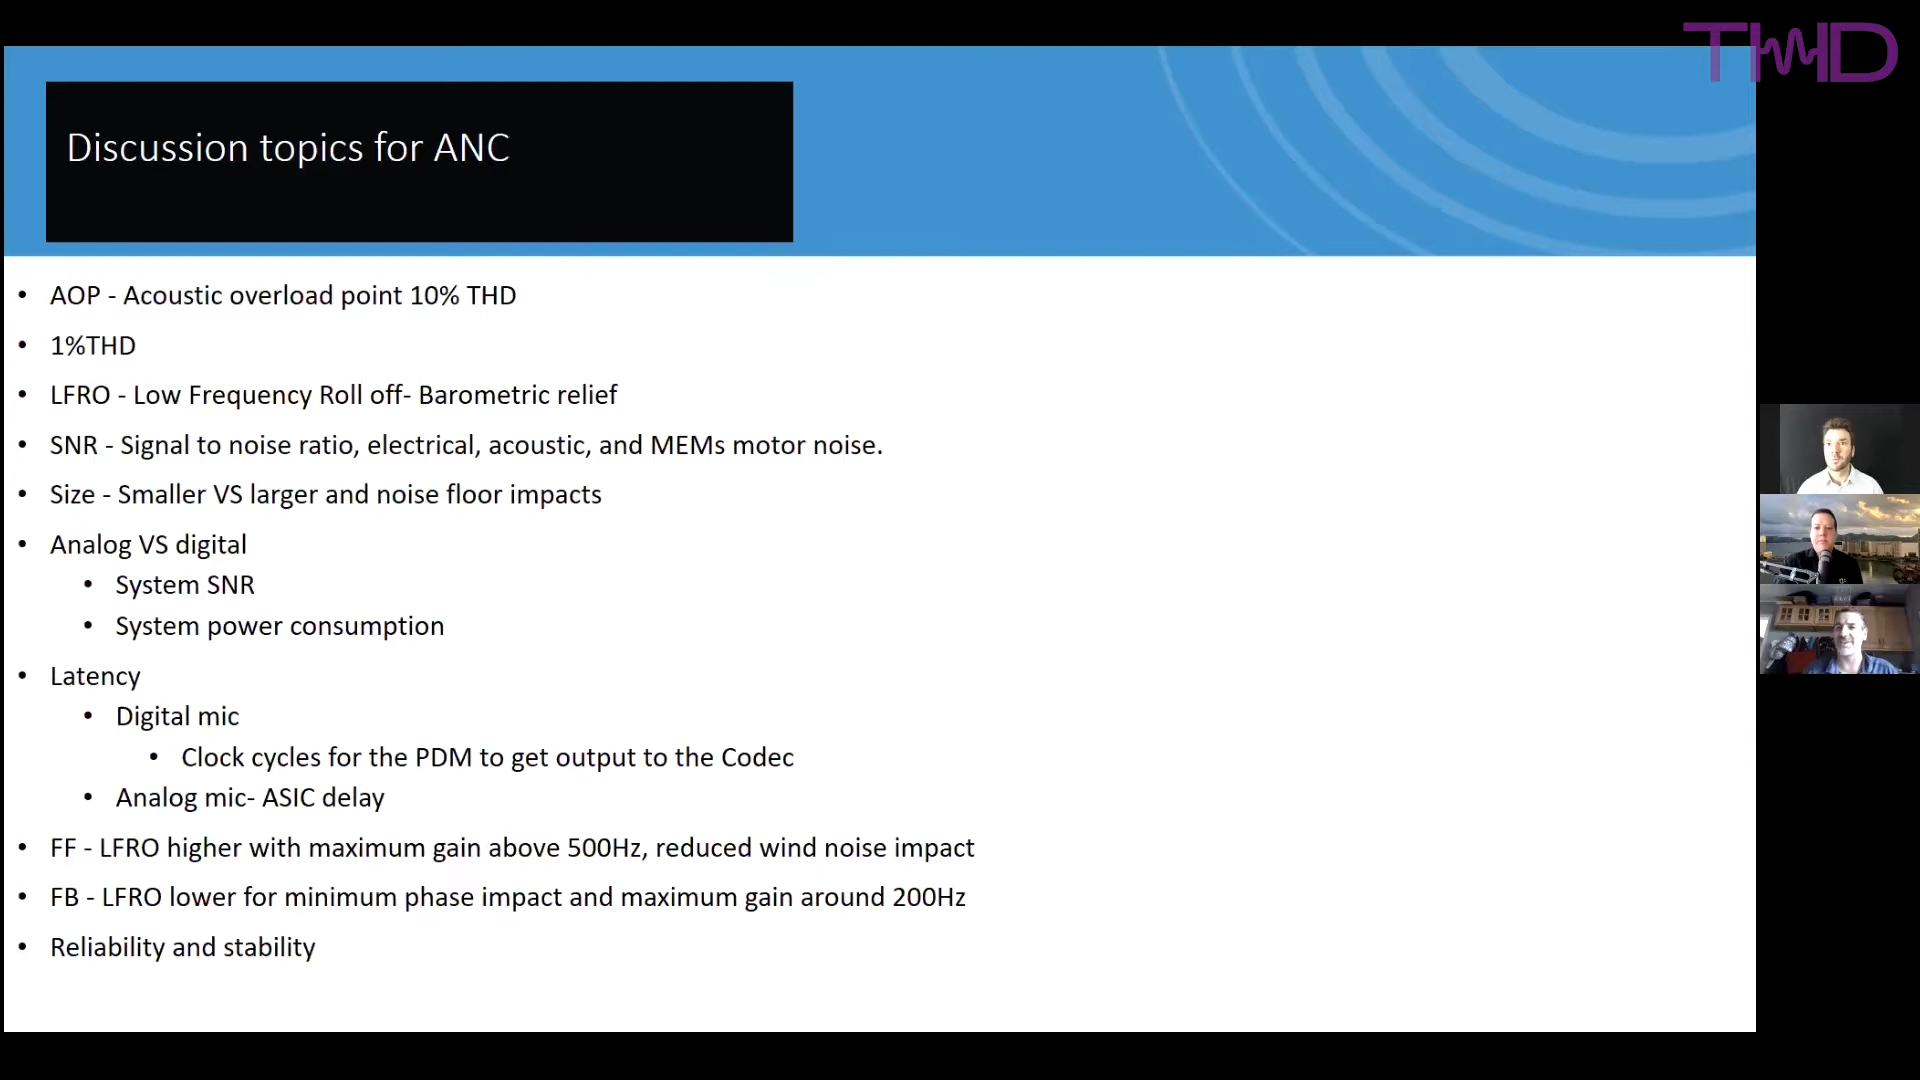 THD
Discussion topics for ANC
• AOP - Acoustic overload point 10% THD
• 1%THD
• LFRO - Low Frequency Roll off- Barometric relief
• SNR - Signal to noise ratio, electrical, acoustic, and MEMs motor noise.
• Size - Smaller VS larger and noise floor impacts
• Analog VS digital
• System SNR
• System power consumption
• Latency
• Digital mic
• Clock cycles for the PDM to get output to the Codec
• Analog mic- ASIC delay
• FF - LFRO higher with maximum gain above 500Hz, reduced wind noise impact
• FB - LFRO lower for minimum phase impact and maximum gain around 200Hz
• Reliability and stability